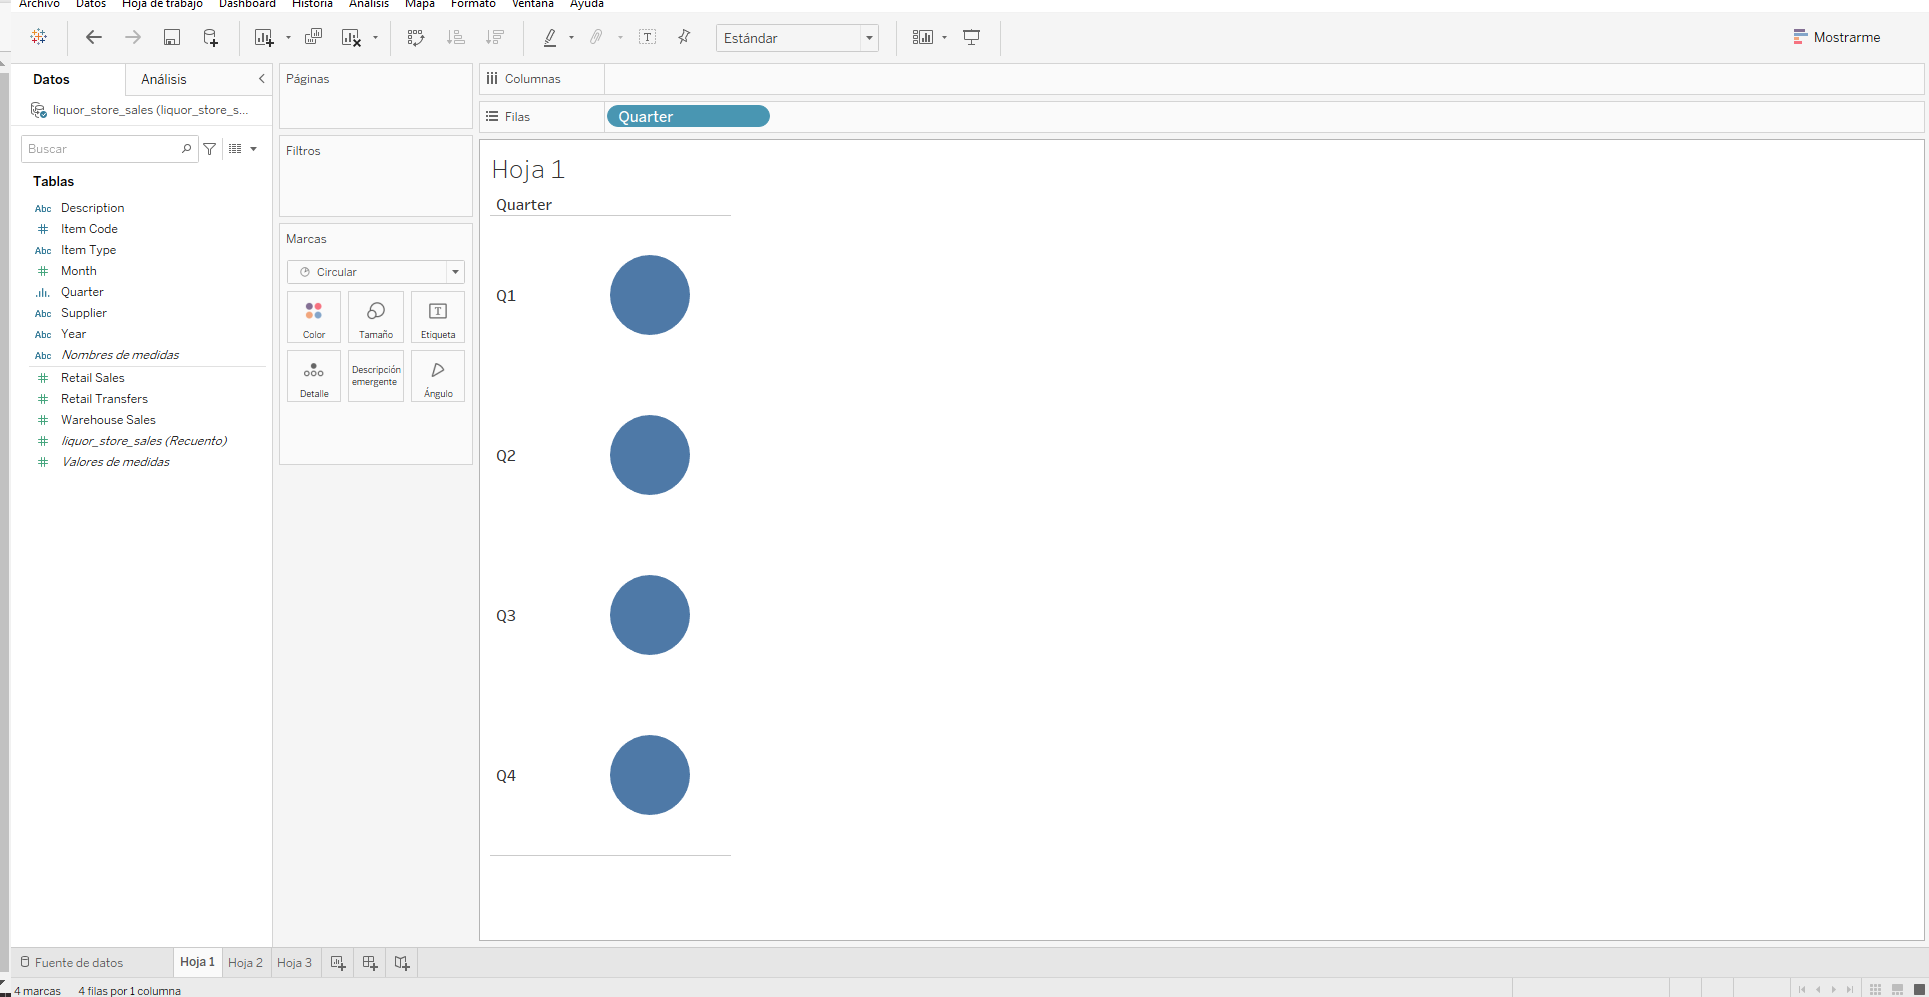 Archivo Datos Hoja de trabajo Dashboard Historia Análisis Mapa Formato Ventana Ayuda
Estándar
Mostrarme
Datos Análisis
liquor_store_sales (liquor_store_s...
Buscar
Tablas
Abc Description
Item Code
Abc Item Type
Month
Quarter
Abc Supplier
Abc Year
Abc Nombres de medidas
Retail Sales
Retail Transfers
Warehouse Sales
liquor_store_sales (Recuento)
Valores de medidas
Páginas
Filtros
Marcas
Circular
Color Tamaño Etiqueta
Detalle Descripción emergente Ángulo
Columnas
Filas Quarter
Hoja 1
Quarter
Q1
Q2
Q3
Q4
Fuente de datos Hoja 1 Hoja 2 Hoja 3
4 marcas 4 filas por 1 columna